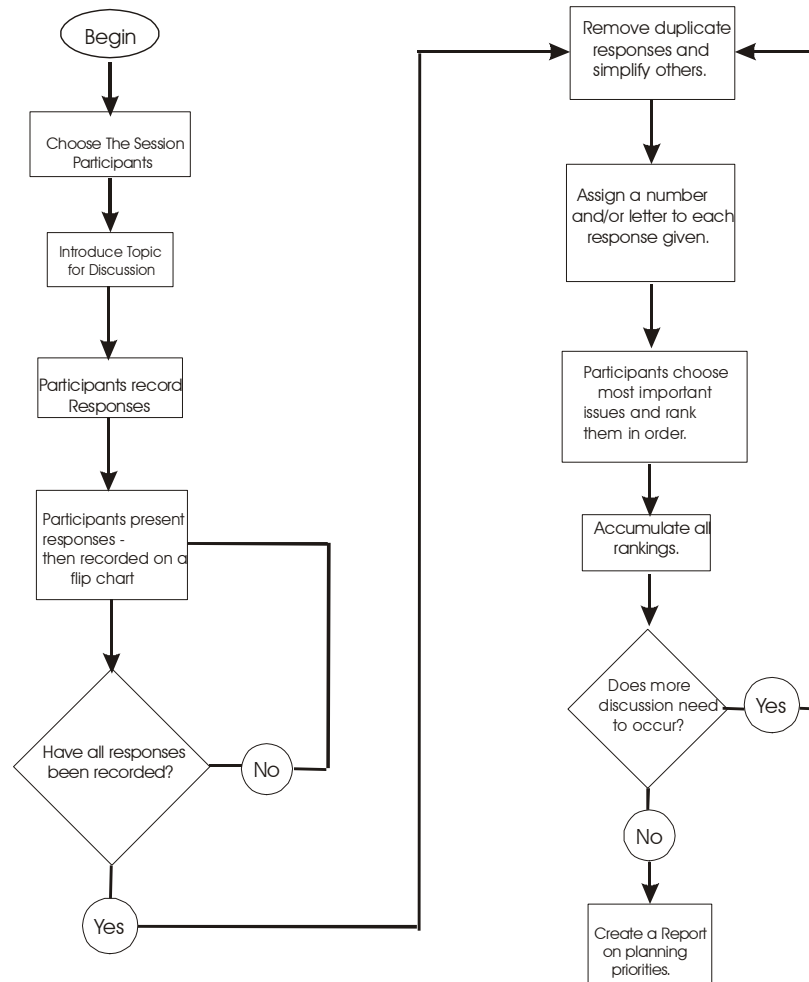 Begin
Choose The Session
Participants
Introduce Topic
for Discussion
Participants record
Responses
Participants present
responses -
then recorded on a
flip chart
Have all responses
been recorded?
No
Yes
Remove duplicate
responses and
simplify others.
Assign a number
and/or letter to each
response given.
Participants choose
most important
issues and rank
them in order.
Accumulate all
rankings.
Does more
discussion need
to occur?
Yes
No
Create a Report
on planning
priorities.